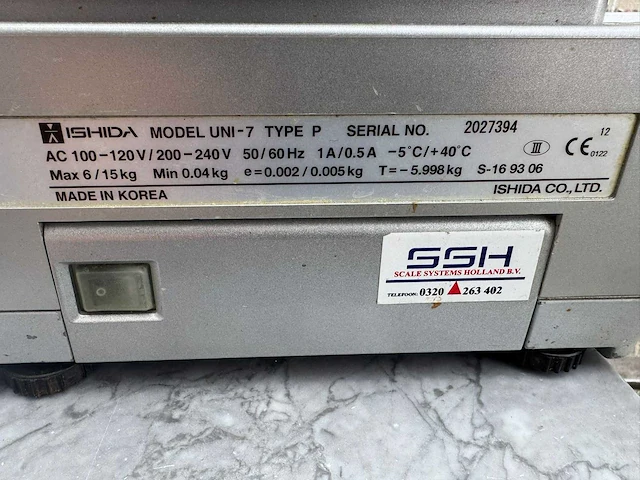 ISHIDA MODEL UNI-7 TYPE P SERIAL NO. 2027394
AC 100-120V/200-240V 50/60Hz 1A/0.5A -5°C/+40°C III CE 0122 12
Max 6/15kg Min 0.04kg e=0.002/0.005kg T=-5.998kg S-16 93 06
MADE IN KOREA ISHIDA CO., LTD.
SSH
SCALE SYSTEMS HOLLAND B.V.
TELEFOON: 0320 263 402